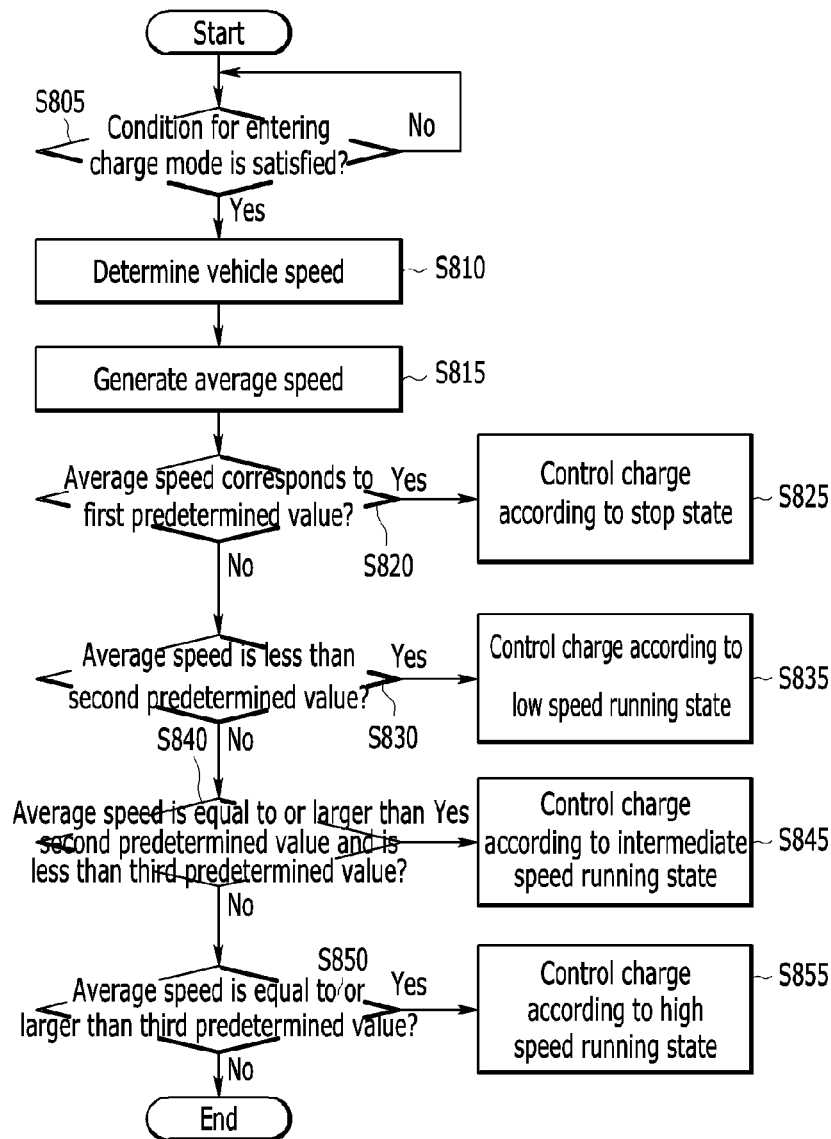 Start
S805
Condition for entering
charge mode is satisfied?
No
Yes
Determine vehicle speed
S810
Generate average speed
S815
Average speed corresponds to
first predetermined value?
Yes
S820
Control charge
according to stop state
S825
No
Average speed is less than
second predetermined value?
Yes
S830
Control charge according to
low speed running state
S835
No
S840
Average speed is equal to or larger than
second predetermined value and is
less than third predetermined value?
Yes
Control charge
according to intermediate
speed running state
S845
No
S850
Average speed is equal to or
larger than third predetermined value?
Yes
Control charge
according to high
speed running state
S855
No
End